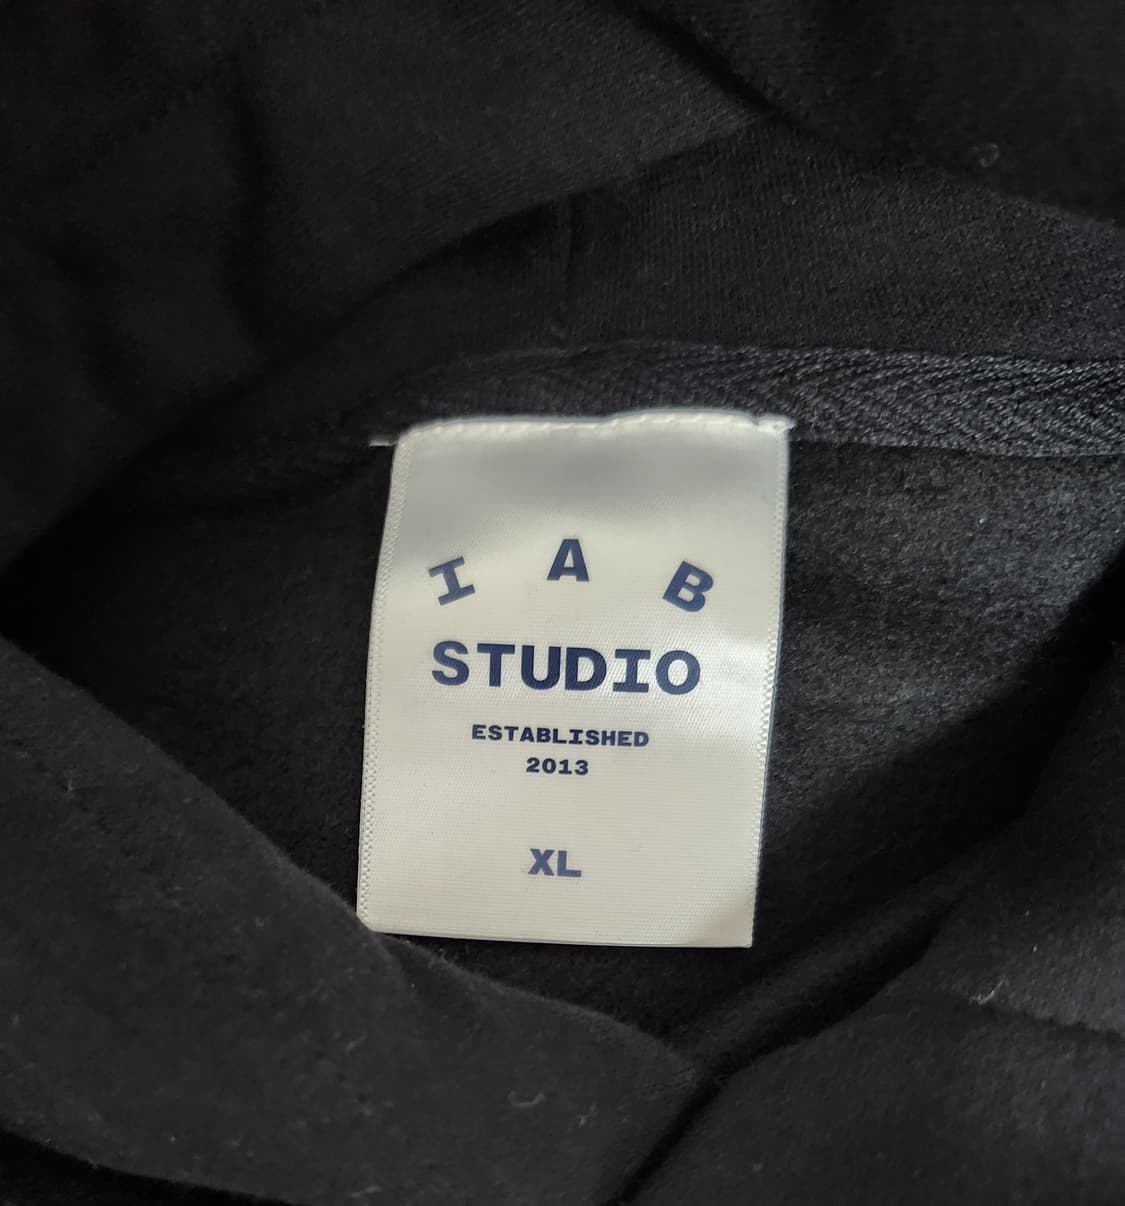 I A B
STUDIO
ESTABLISHED
2013
XL